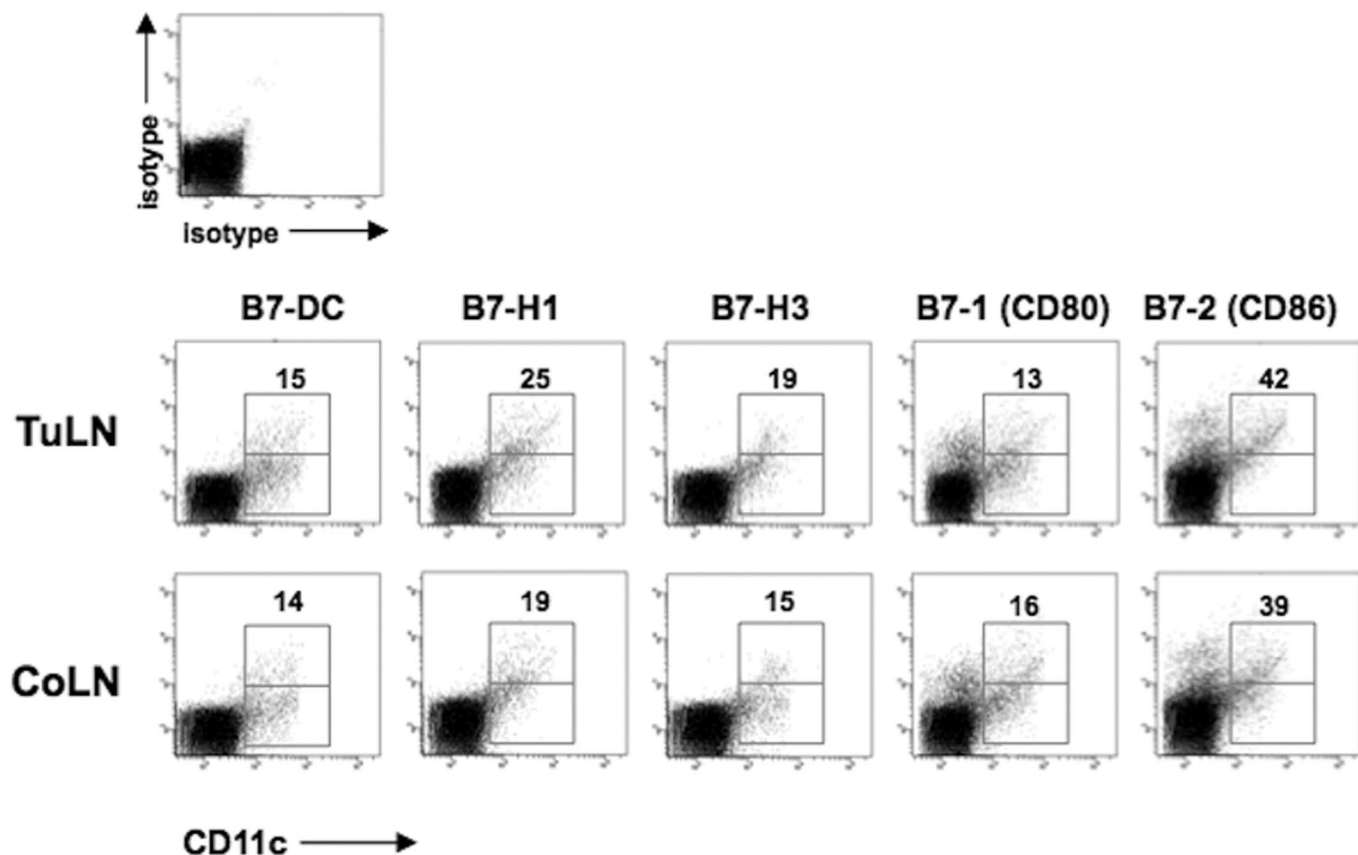 isotype
isotype
B7-DC B7-H1 B7-H3 B7-1 (CD80) B7-2 (CD86)
TuLN 15 25 19 13 42
CoLN 14 19 15 16 39
CD11c